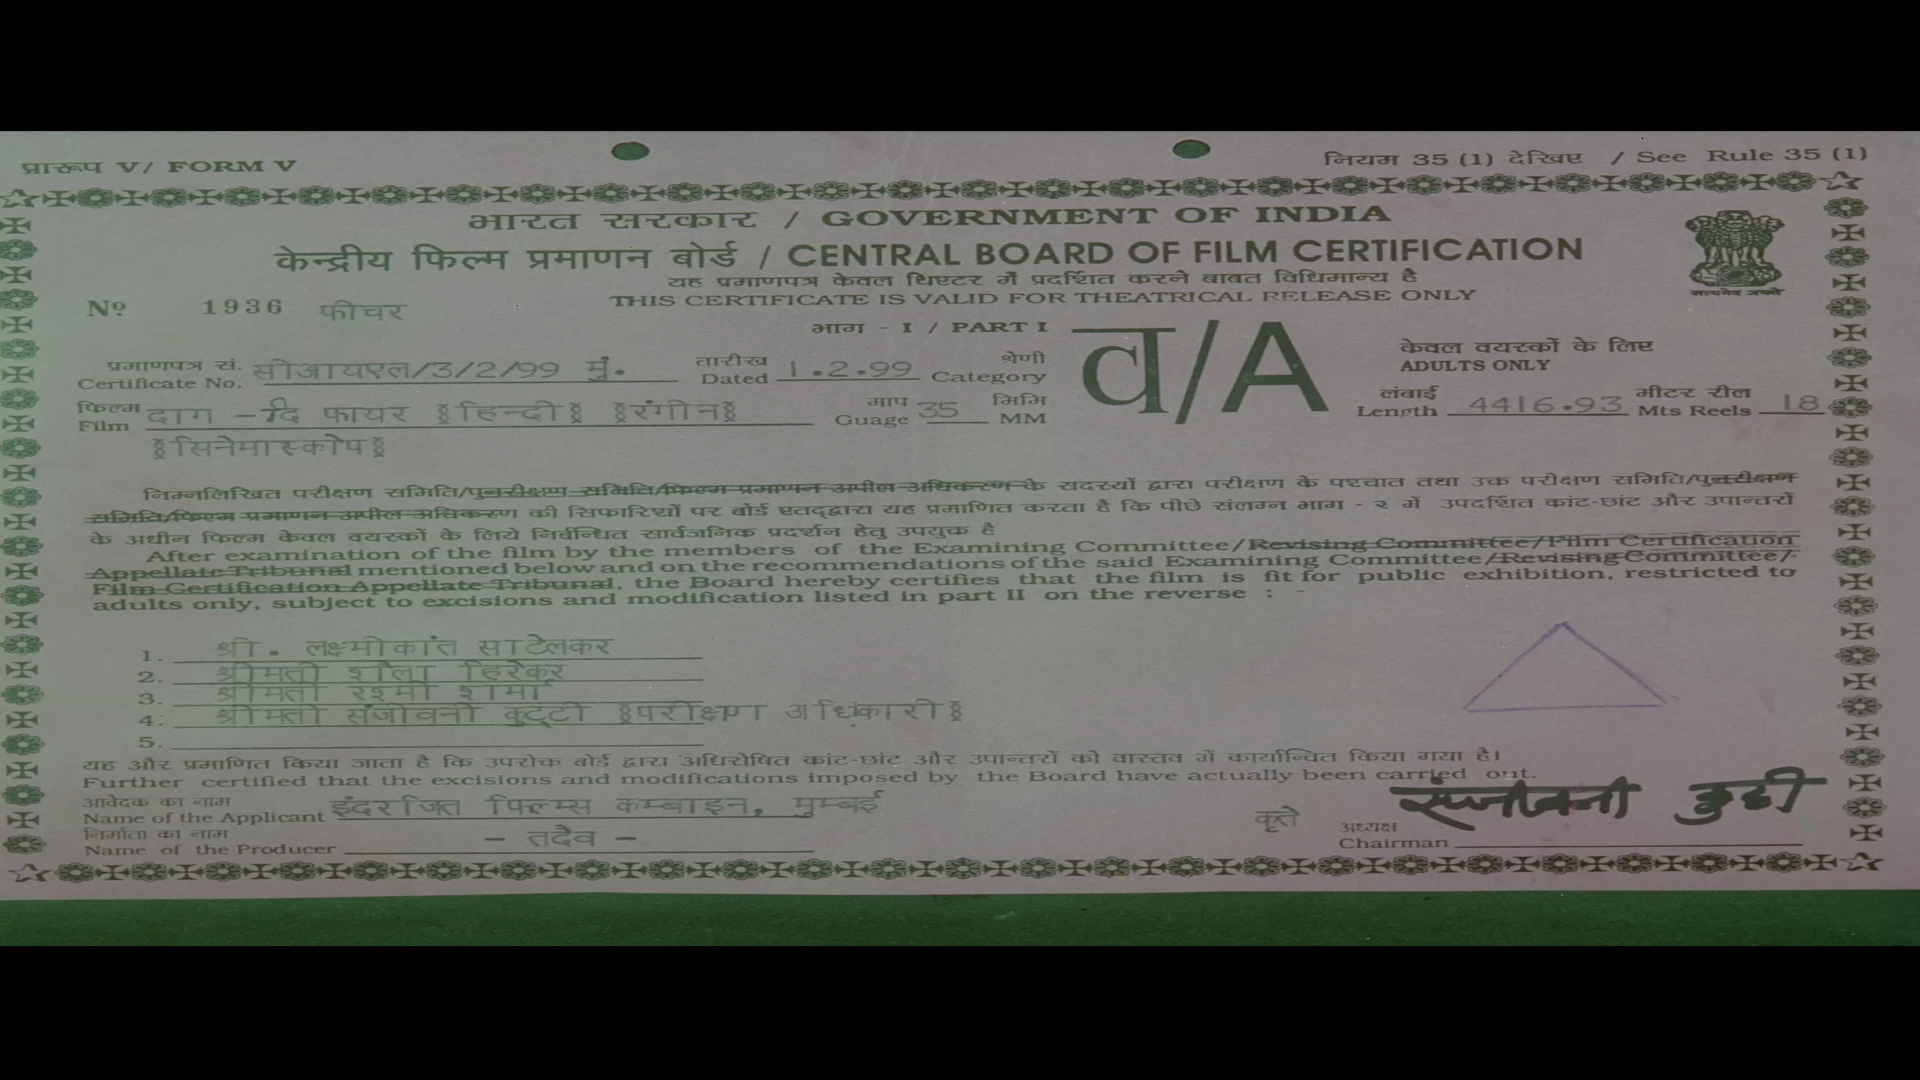 प्रारूप V/ FORM V
नियम 35 (1) देखिए / See Rule 35 (1)
भारत सरकार / GOVERNMENT OF INDIA
केन्द्रीय फिल्म प्रमाणन बोर्ड / CENTRAL BOARD OF FILM CERTIFICATION
यह प्रमाणपत्र केवल थिएटर में प्रदर्शित करने बावत विधिमान्य है
THIS CERTIFICATE IS VALID FOR THEATRICAL RELEASE ONLY
सत्यमेव जयते
Nº 1936 फीचर
भाग - I / PART I
प्रमाणपत्र सं. सीआयएल/3/2/99 मुं.
Certificate No.
तारीख
Dated 1.2.99
श्रेणी
Category
व/A
केवल वयस्कों के लिए
ADULTS ONLY
फिल्म
Film दाग -द फायर (हिन्दी) (रंगीन)
(सिनेमास्कोप)
माप 35 मिमि
Guage MM
लंबाई 4416.93 मीटर रील 18
Length Mts Reels
निम्नलिखित परीक्षण समिति/पुनरीक्षण समिति/फिल्म प्रमाणन अपील अधिकरण के सदस्यों द्वारा परीक्षण के पश्चात तथा उक्त परीक्षण समिति/पुनरीक्षण
समिति/फिल्म प्रमाणन अपील अधिकरण की सिफारिशों पर बोर्ड एतद्द्वारा यह प्रमाणित करता है कि पीछे संलग्न भाग - २ में उपदर्शित कांट-छांट और उपान्तरों
के अधीन फिल्म केवल वयस्कों के लिये निर्बन्धित सार्वजनिक प्रदर्शन हेतु उपयुक्त है
After examination of the film by the members of the Examining Committee/Revising Committee/Film Certification
Appellate Tribunal mentioned below and on the recommendations of the said Examining Committee/Revising Committee/
Film Certification Appellate Tribunal, the Board hereby certifies that the film is fit for public exhibition, restricted to
adults only, subject to excisions and modification listed in part II on the reverse : -
1. श्री. लक्ष्मीकांत साटेलकर
2. श्रीमती शैला हिरेकर
3. श्रीमती रश्मी शर्मा
4. श्रीमती संजीवनी कुट्टी (परीक्षण अधिकारी)
5.
यह और प्रमाणित किया जाता है कि उपरोक्त बोर्ड द्वारा अधिरोपित कांट-छांट और उपान्तरों को वास्तव में कार्यान्वित किया गया है।
Further certified that the excisions and modifications imposed by the Board have actually been carried out.
आवेदक का नाम
Name of the Applicant इंदरजित फिल्म्स कम्बाइन, मुम्बई
निर्माता का नाम
Name of the Producer - तदैव -
कृते
संजीवनी कुट्टी
अध्यक्ष
Chairman